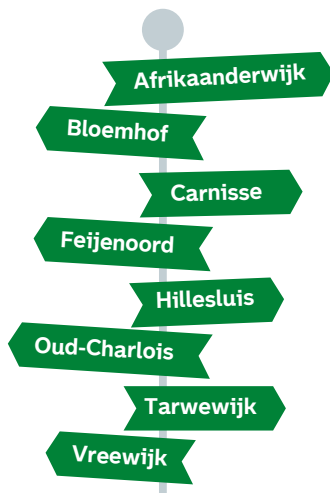 Afrikaanderwijk
Bloemhof
Carnisse
Feijenoord
Hillesluis
Oud-Charlois
Tarwewijk
Vreewijk